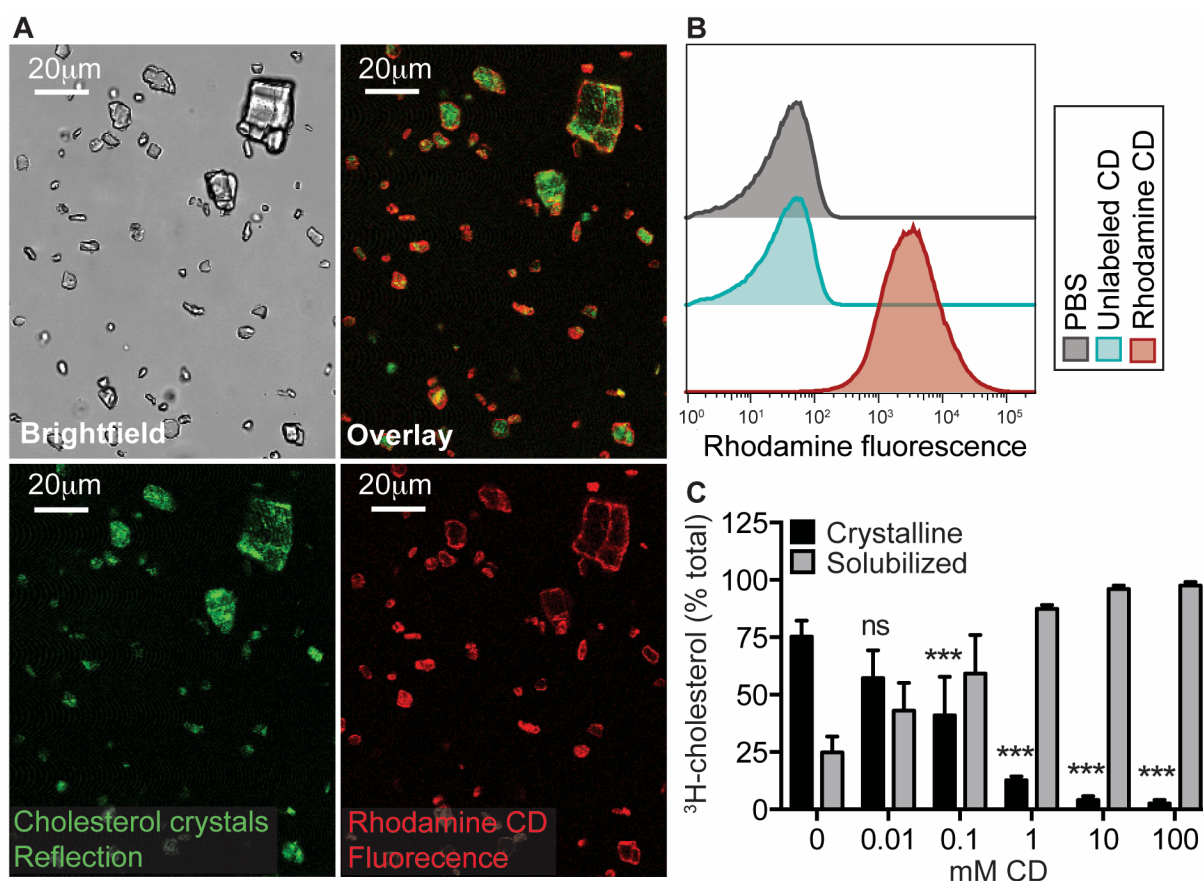 A
20μm
Brightfield
20μm
Overlay
20μm
Cholesterol crystals
Reflection
20μm
Rhodamine CD
Fluorecence
B
10⁰ 10¹ 10² 10³ 10⁴ 10⁵
Rhodamine fluorescence
PBS
Unlabeled CD
Rhodamine CD
C
³H-cholesterol (% total)
125
100
75
50
25
0
Crystalline
Solubilized
ns
***
***
***
***
0 0.01 0.1 1 10 100
mM CD